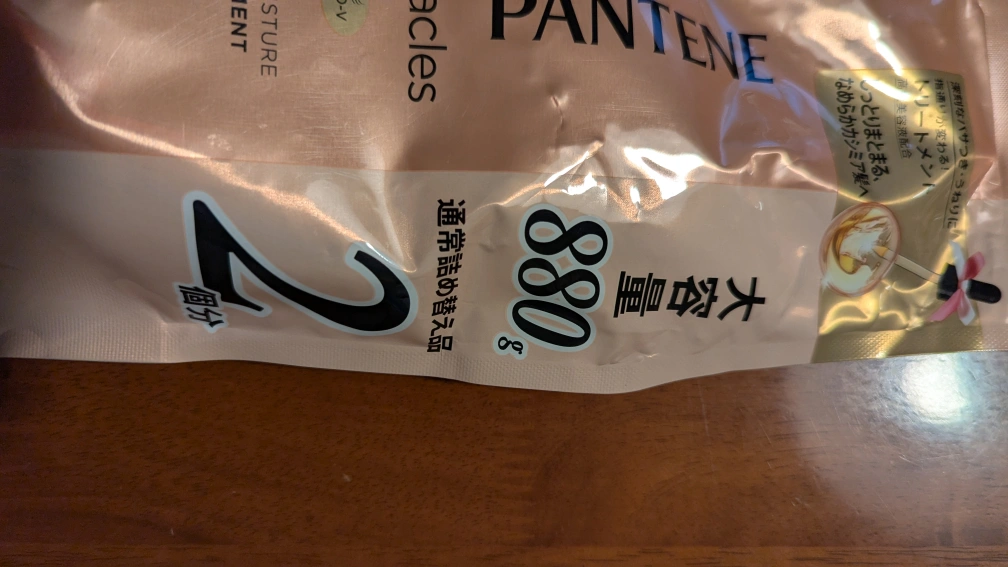 PANTENE
acles
STURE
MENT
o-v
しっとりまとまる、
なめらかカシミア髪へ
トリートメント
大容量
880g
通常詰め替え品
2個分